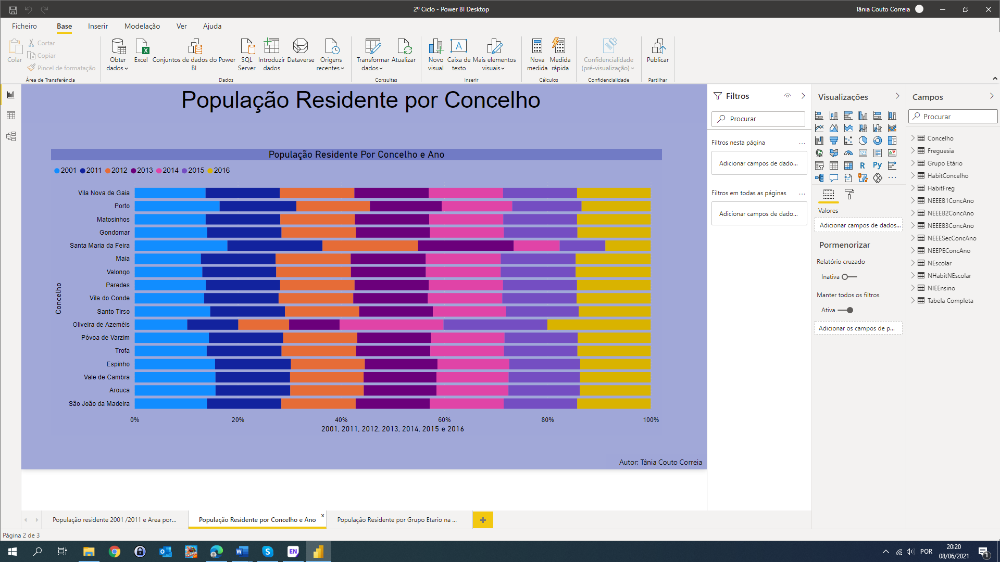 2º Ciclo - Power BI Desktop
Tânia Couto Correia
Ficheiro
Base
Inserir
Modelação
Ver
Ajuda
Colar
Cortar
Copiar
Pincel de formatação
Área de Transferência
Obter dados
Excel
Conjuntos de dados do Power BI
SQL Server
Introduzir dados
Dataverse
Origens recentes
Dados
Transformar dados
Atualizar
Consultas
Novo visual
Caixa de texto
Mais elementos visuais
Inserir
Nova medida
Medida rápida
Cálculos
Confidencialidade (pré-visualização)
Confidencialidade
Publicar
Partilhar
População Residente por Concelho
População Residente Por Concelho e Ano
2001 2011 2012 2013 2014 2015 2016
Concelho
Vila Nova de Gaia
Porto
Matosinhos
Gondomar
Santa Maria da Feira
Maia
Valongo
Paredes
Vila do Conde
Santo Tirso
Oliveira de Azeméis
Póvoa de Varzim
Trofa
Espinho
Vale de Cambra
Arouca
São João da Madeira
0% 20% 40% 60% 80% 100%
2001, 2011, 2012, 2013, 2014, 2015 e 2016
Autor: Tânia Couto Correia
Filtros
Procurar
Filtros nesta página
...
Adicionar campos de dado...
Filtros em todas as páginas
...
Adicionar campos de dado...
Visualizações
R
Py
123
...
Valores
Adicionar campos de dados...
Pormenorizar
Relatório cruzado
Inativa
Manter todos os filtros
Ativa
Adicionar os campos de p...
Campos
Procurar
Concelho
Freguesia
Grupo Etário
HabitConcelho
HabitFreg
NEEEB1ConcAno
NEEEB2ConcAno
NEEEB3ConcAno
NEEESecConcAno
NEEPEConcAno
NEscolar
NHabitNEscolar
NIEEnsino
Tabela Completa
População residente 2001 /2011 e Area por...
População Residente por Concelho e Ano
x
População Residente por Grupo Etario na ...
+
Página 2 de 3
EN
POR
20:20
08/06/2021
1